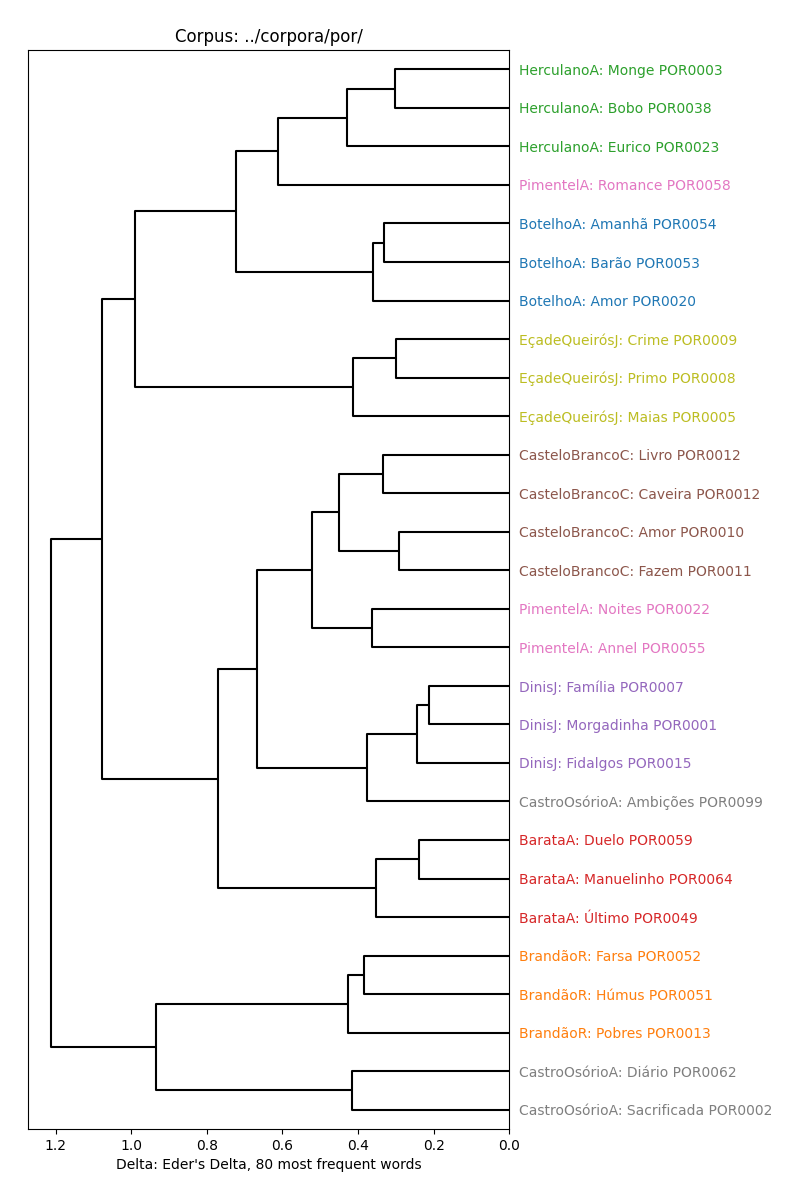 Corpus: ../corpora/por/
HerculanoA: Monge POR0003
HerculanoA: Bobo POR0038
HerculanoA: Eurico POR0023
PimentelA: Romance POR0058
BotelhoA: Amanhã POR0054
BotelhoA: Barão POR0053
BotelhoA: Amor POR0020
EçadeQueirósJ: Crime POR0009
EçadeQueirósJ: Primo POR0008
EçadeQueirósJ: Maias POR0005
CasteloBrancoC: Livro POR0012
CasteloBrancoC: Caveira POR0012
CasteloBrancoC: Amor POR0010
CasteloBrancoC: Fazem POR0011
PimentelA: Noites POR0022
PimentelA: Annel POR0055
DinisJ: Família POR0007
DinisJ: Morgadinha POR0001
DinisJ: Fidalgos POR0015
CastroOsórioA: Ambições POR0099
BarataA: Duelo POR0059
BarataA: Manuelinho POR0064
BarataA: Último POR0049
BrandãoR: Farsa POR0052
BrandãoR: Húmus POR0051
BrandãoR: Pobres POR0013
CastroOsórioA: Diário POR0062
CastroOsórioA: Sacrificada POR0002
1.2 1.0 0.8 0.6 0.4 0.2 0.0
Delta: Eder's Delta, 80 most frequent words